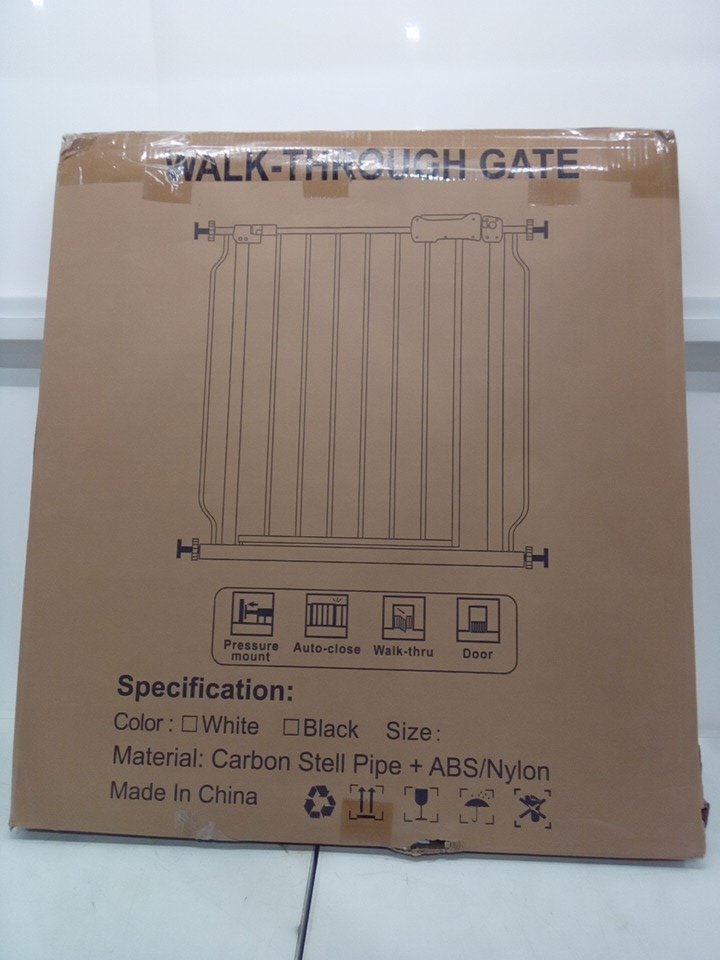 WALK-THROUGH GATE
Pressure mount
Auto-close
Walk-thru
Door
Specification:
Color: □White □Black Size:
Material: Carbon Stell Pipe + ABS/Nylon
Made In China